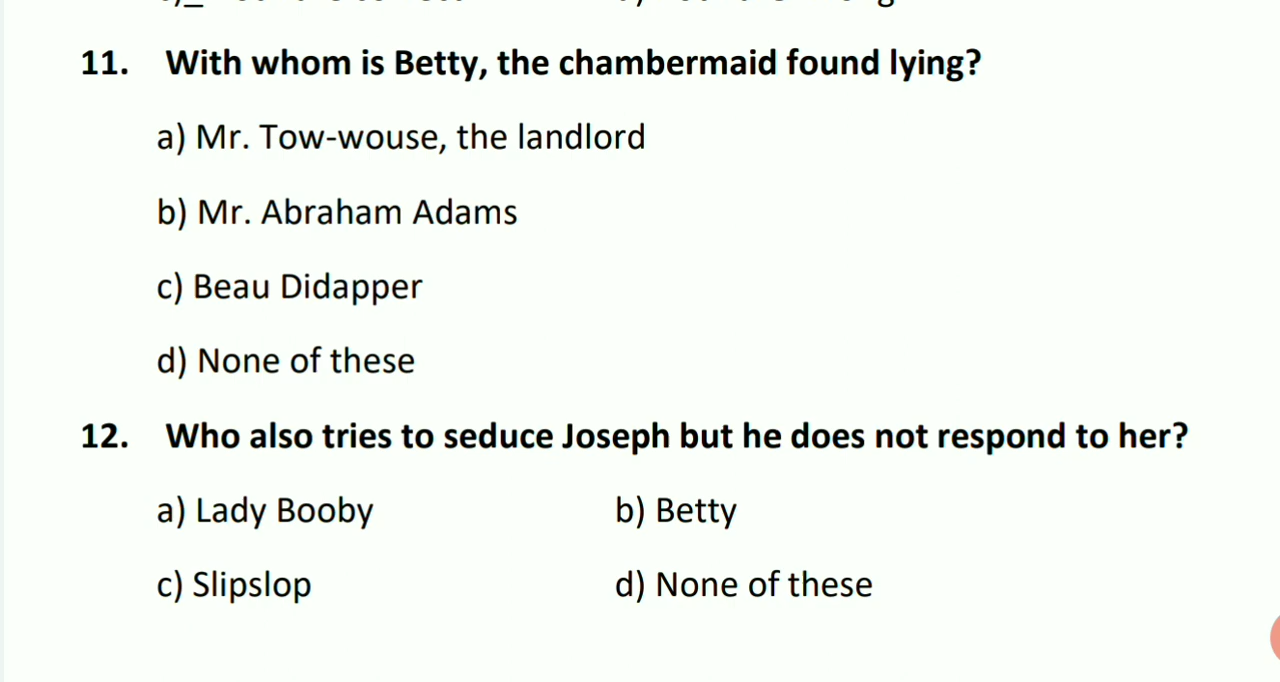 11. With whom is Betty, the chambermaid found lying?
a) Mr. Tow-wouse, the landlord
b) Mr. Abraham Adams
c) Beau Didapper
d) None of these
12. Who also tries to seduce Joseph but he does not respond to her?
a) Lady Booby b) Betty
c) Slipslop d) None of these